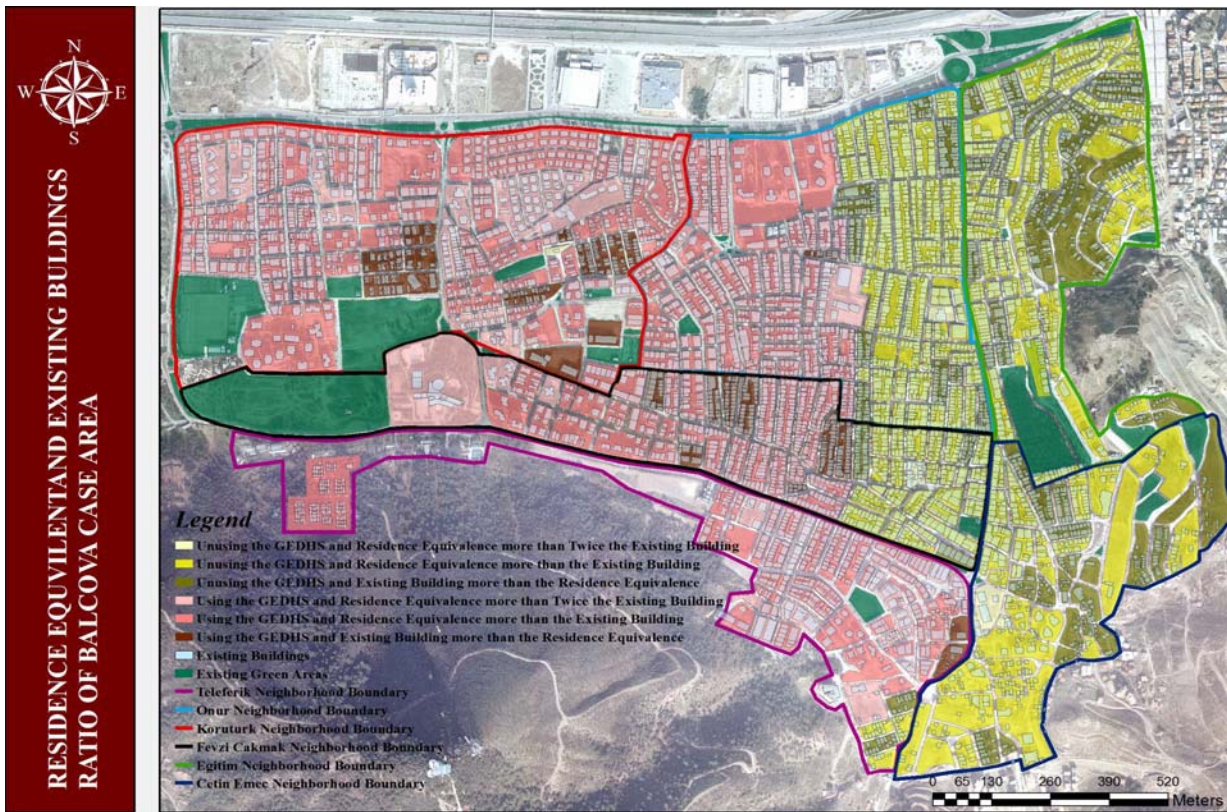 N
W E
S
RESIDENCE EQUVILENTAND EXISTING BUILDINGS
RATIO OF BALCOVA CASE AREA
Legend
Unusing the GEDHS and Residence Equivalence more than Twice the Existing Building
Unusing the GEDHS and Residence Equivalence more than the Existing Building
Unusing the GEDHS and Existing Building more than the Residence Equivalence
Using the GEDHS and Residence Equivalence more than Twice the Existing Building
Using the GEDHS and Residence Equivalence more than the Existing Building
Using the GEDHS and Existing Building more than the Residence Equivalence
Existing Buildings
Existing Green Areas
Teleferik Neighborhood Boundary
Onur Neighborhood Boundary
Koruturk Neighborhood Boundary
Fevzi Cakmak Neighborhood Boundary
Egitim Neighborhood Boundary
Cetin Emec Neighborhood Boundary
0 65 130 260 390 520
Meters